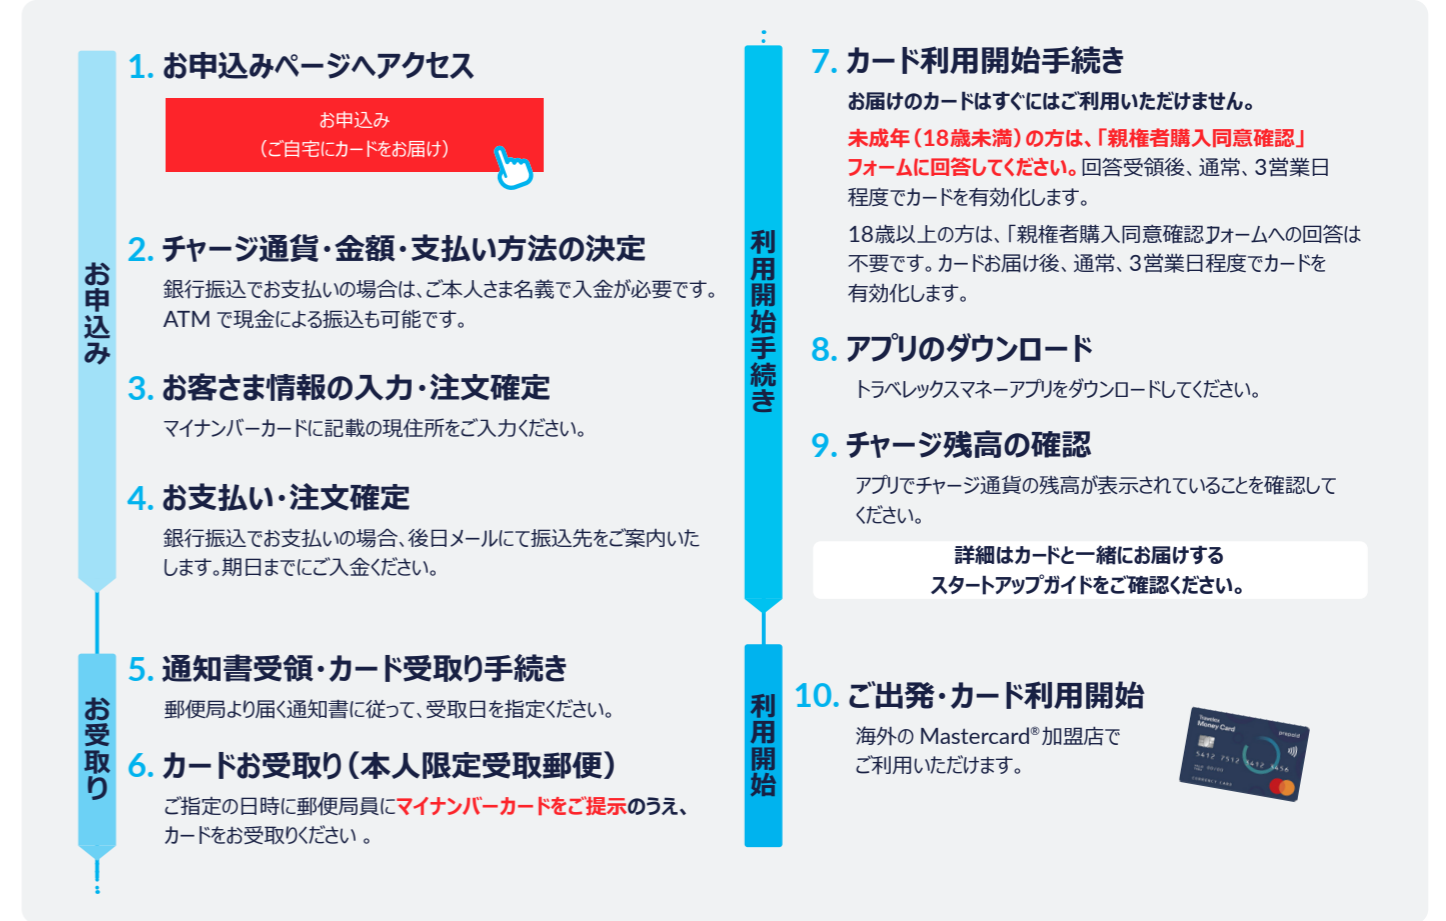 お申込み
1. お申込みページへアクセス
お申込み
（ご自宅にカードをお届け）
2. チャージ通貨・金額・支払い方法の決定
銀行振込でお支払いの場合は、ご本人さま名義で入金が必要です。
ATM で現金による振込も可能です。
3. お客さま情報の入力・注文確定
マイナンバーカードに記載の現住所をご入力ください。
4. お支払い・注文確定
銀行振込でお支払いの場合、後日メールにて振込先をご案内いた
します。期日までにご入金ください。
お受取り
5. 通知書受領・カード受取り手続き
郵便局より届く通知書に従って、受取日を指定ください。
6. カードお受取り（本人限定受取郵便）
ご指定の日時に郵便局員にマイナンバーカードをご提示のうえ、
カードをお受取りください 。
利用開始手続き
7. カード利用開始手続き
お届けのカードはすぐにはご利用いただけません。
未成年（18歳未満）の方は、「親権者購入同意確認」
フォームに回答してください。回答受領後、通常、3営業日
程度でカードを有効化します。
18歳以上の方は、「親権者購入同意確認」フォームへの回答は
不要です。カードお届け後、通常、3営業日程度でカードを
有効化します。
8. アプリのダウンロード
トラベレックスマネーアプリをダウンロードしてください。
9. チャージ残高の確認
アプリでチャージ通貨の残高が表示されていることを確認して
ください。
詳細はカードと一緒にお届けする
スタートアップガイドをご確認ください。
利用開始
10. ご出発・カード利用開始
海外の Mastercard®加盟店で
ご利用いただけます。
Travelex
Money Card
prepaid
5412 7512 3412 3456
CURRENCY CARD